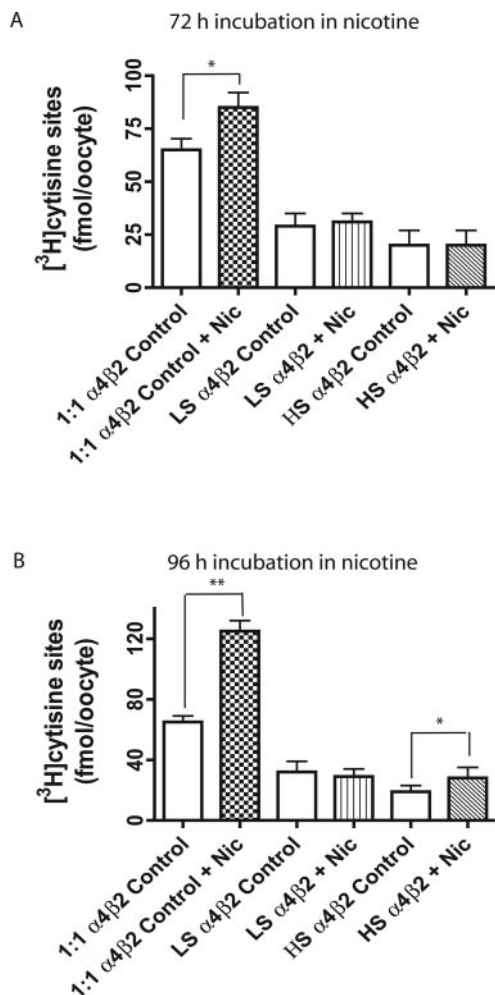 A
72 h incubation in nicotine
[³H]cytisine sites
(fmol/oocyte)
100
75
50
25
0
*
1:1 α4β2 Control
1:1 α4β2 Control + Nic
LS α4β2 Control
LS α4β2 + Nic
HS α4β2 Control
HS α4β2 + Nic
B
96 h incubation in nicotine
[³H]cytisine sites
(fmol/oocyte)
120
80
40
0
**
*
1:1 α4β2 Control
1:1 α4β2 Control + Nic
LS α4β2 Control
LS α4β2 + Nic
HS α4β2 Control
HS α4β2 + Nic